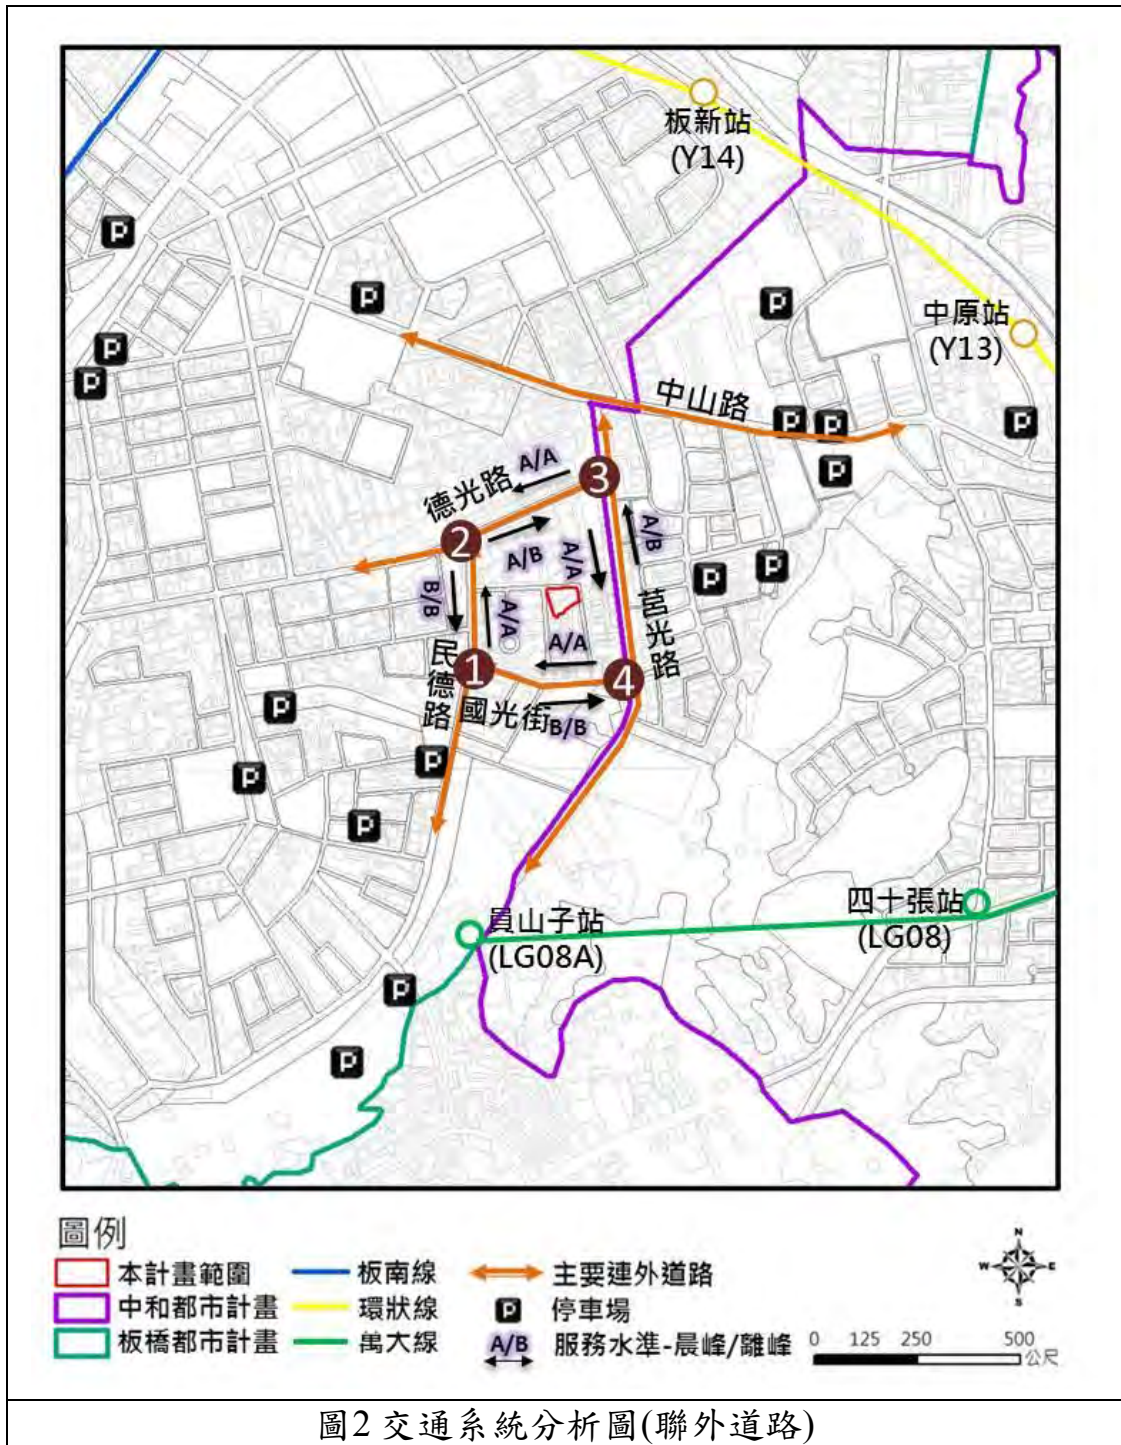 板新站
(Y14)
P
P
P
中原站
(Y13)
P
P
中山路
P
P
P
P
A/A
3
德光路
2
A/B
A/A
A/B
P
P
B/B
A/A
莒光路
A/A
民德路
1
4
國光街
B/B
P
P
P
P
四十張站
(LG08)
員山子站
(LG08A)
P
P
圖例
本計畫範圍
板南線
主要連外道路
中和都市計畫
環狀線
P
停車場
板橋都市計畫
萬大線
A/B
服務水準-晨峰/離峰
N
W
E
S
0 125 250 500
公尺
圖2 交通系統分析圖(聯外道路)